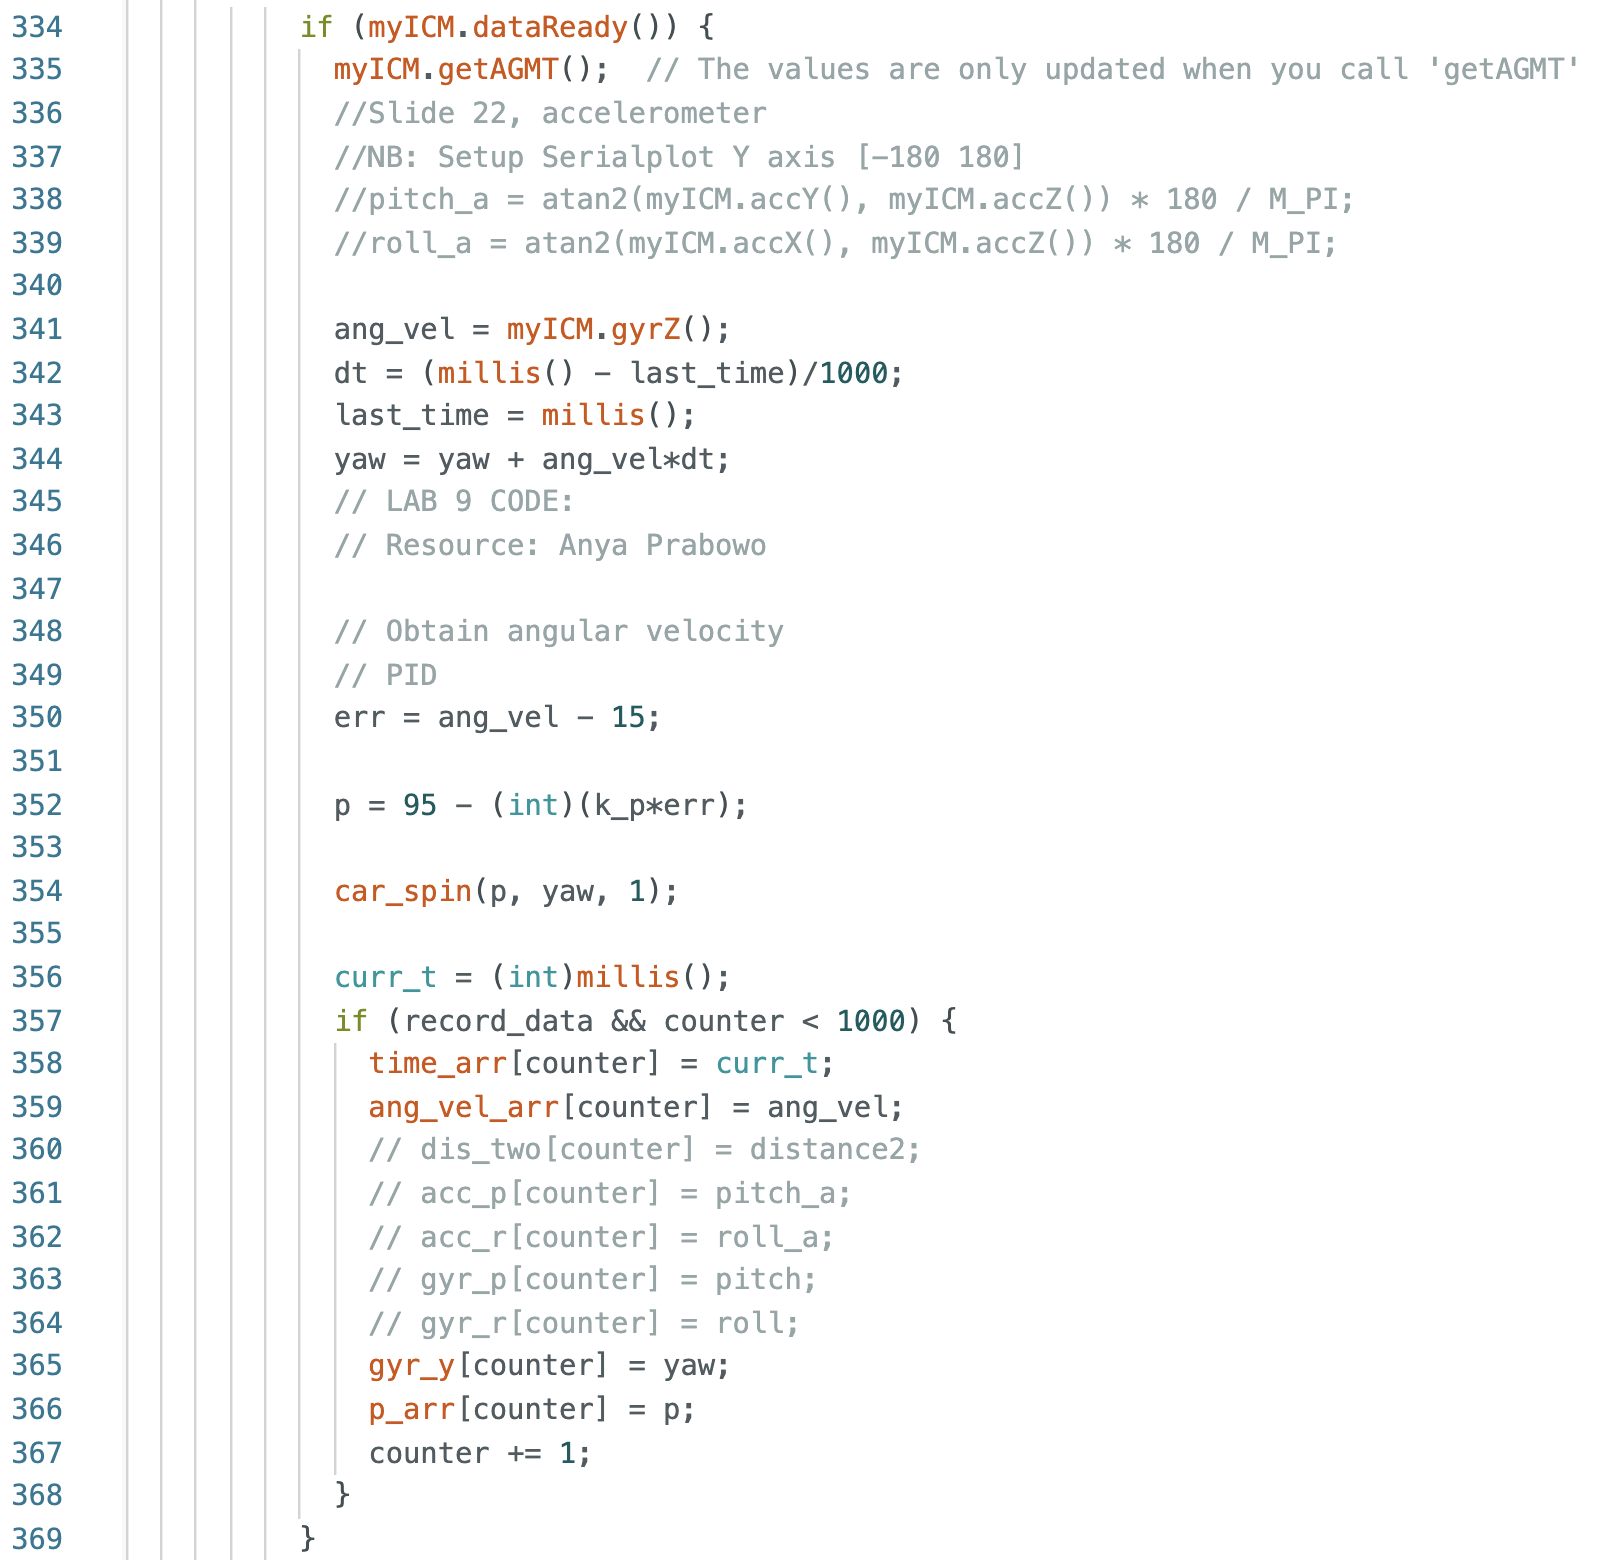 334 if (myICM.dataReady()) {
335 myICM.getAGMT();  // The values are only updated when you call 'getAGMT'
336 //Slide 22, accelerometer
337 //NB: Setup Serialplot Y axis [-180 180]
338 //pitch_a = atan2(myICM.accY(), myICM.accZ()) * 180 / M_PI;
339 //roll_a = atan2(myICM.accX(), myICM.accZ()) * 180 / M_PI;
340
341 ang_vel = myICM.gyrZ();
342 dt = (millis() - last_time)/1000;
343 last_time = millis();
344 yaw = yaw + ang_vel*dt;
345 // LAB 9 CODE:
346 // Resource: Anya Prabowo
347
348 // Obtain angular velocity
349 // PID
350 err = ang_vel - 15;
351
352 p = 95 - (int)(k_p*err);
353
354 car_spin(p, yaw, 1);
355
356 curr_t = (int)millis();
357 if (record_data && counter < 1000) {
358 time_arr[counter] = curr_t;
359 ang_vel_arr[counter] = ang_vel;
360 // dis_two[counter] = distance2;
361 // acc_p[counter] = pitch_a;
362 // acc_r[counter] = roll_a;
363 // gyr_p[counter] = pitch;
364 // gyr_r[counter] = roll;
365 gyr_y[counter] = yaw;
366 p_arr[counter] = p;
367 counter += 1;
368 }
369 }